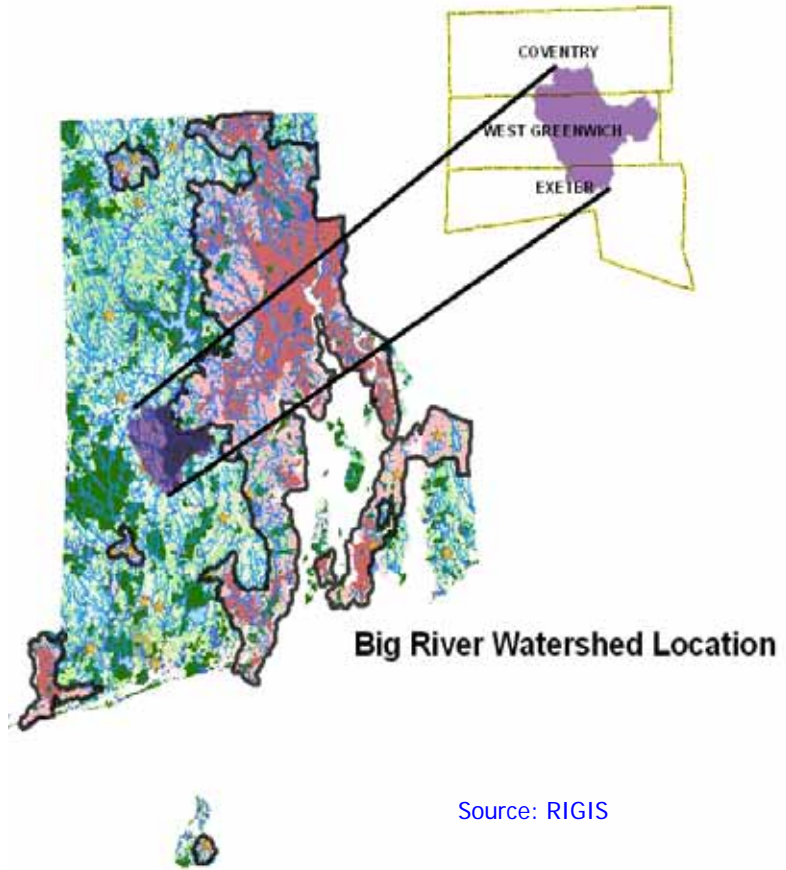 COVENTRY
WEST GREENWICH
EXETER
Big River Watershed Location
Source: RIGIS